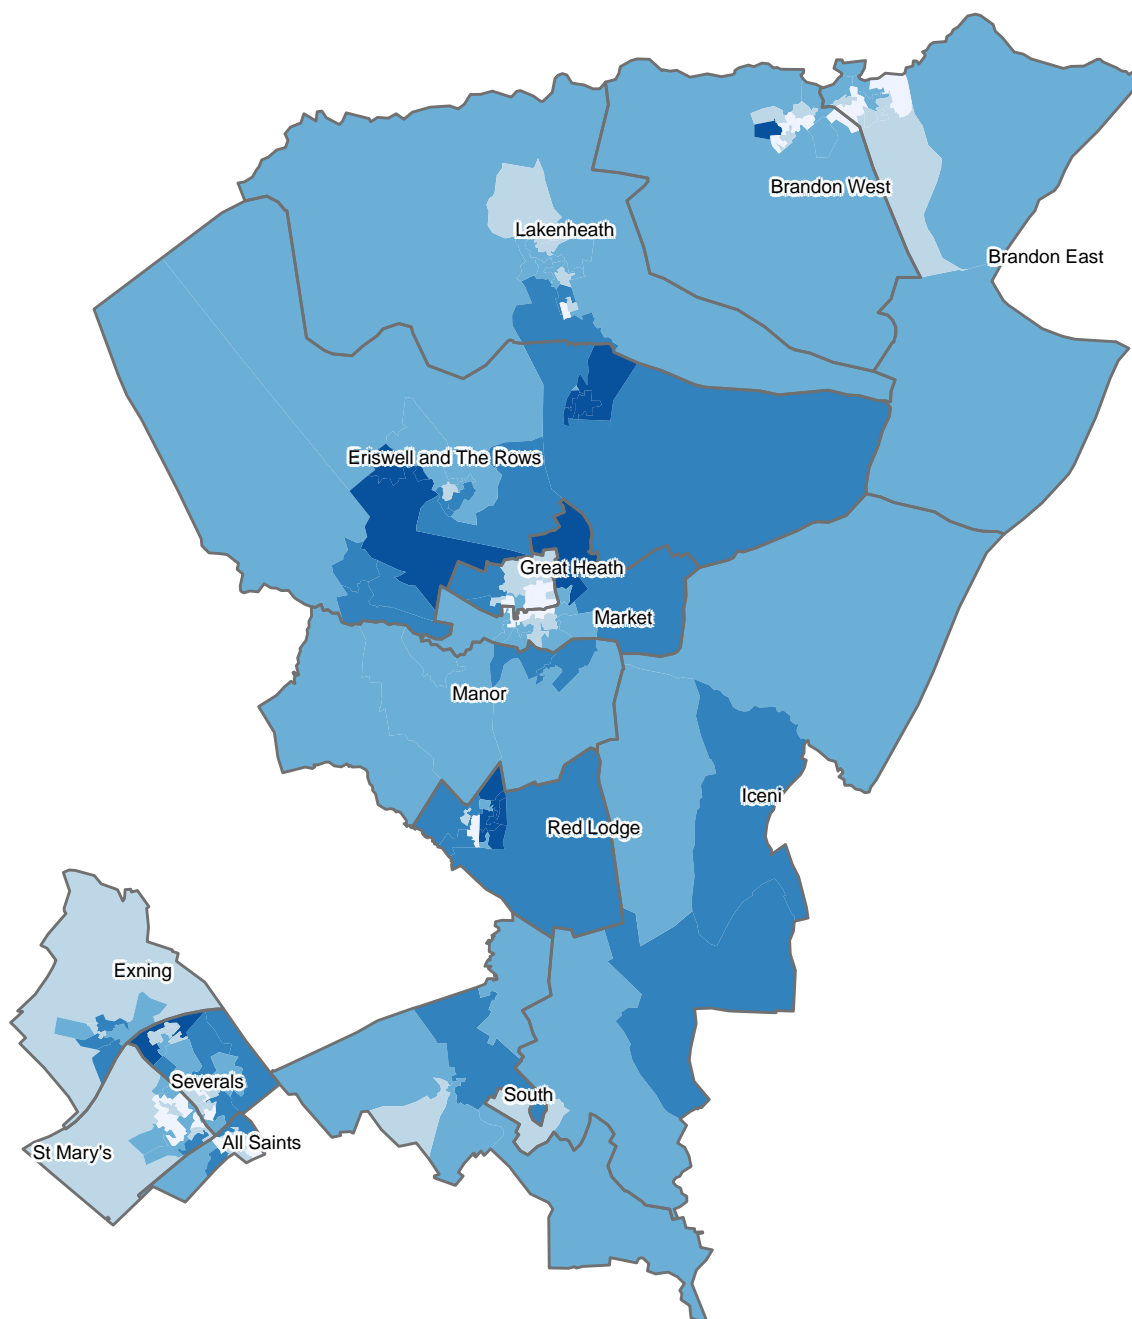 Brandon West
Lakenheath
Brandon East
Eriswell and The Rows
Great Heath
Market
Manor
Iceni
Red Lodge
Exning
Severals
South
All Saints
St Mary's